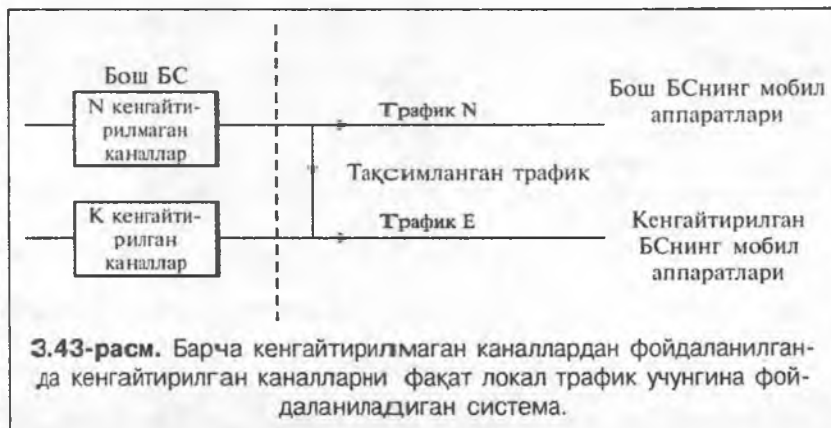 Бош БС
N кенгайти-
рилмаган
каналлар
Трафик N
Бош БСнинг мобил
аппаратлари
Тақсимланган трафик
К кенгайти-
рилган
каналлар
Трафик Е
Кенгайтирилган
БСнинг мобил
аппаратлари
3.43-расм. Барча кенгайтирилмаган каналлардан фойдаланилган-
да кенгайтирилган каналларни фақат локал трафик учунгина фой-
даланиладиган система.